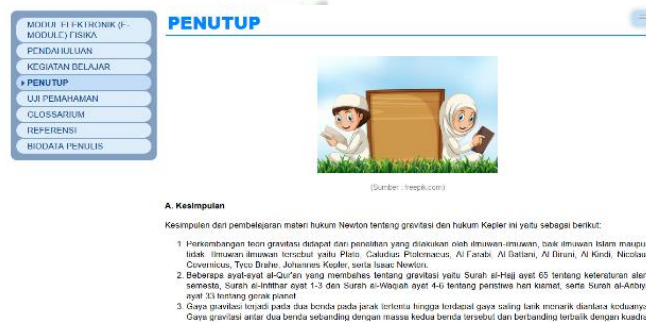 MODUL ELEKTRONIK (E-
MODULE) FISIKA
PENDAHULUAN
KEGIATAN BELAJAR
PENUTUP
UJI PEMAHAMAN
GLOSSARIUM
REFERENSI
BIODATA PENULIS
PENUTUP
(Sumber : freepik.com)
A. Kesimpulan
Kesimpulan dari pembelajaran materi hukum Newton tentang gravitasi dan hukum Kepler ini yaitu sebagai berikut:
1. Perkembangan teori gravitasi didapat dari penelitian yang dilakukan oleh ilmuwan-ilmuwan, baik ilmuwan Islam maupu
tidak. Ilmuwan-ilmuwan tersebut yaitu Plato, Caludius Ptolemaeus, Al Farabi, Al Battani, Al Biruni, Al Kindi, Nicolau
Covernicus, Tyco Brahe, Johannes Kepler, serta Isaac Newton.
2. Beberapa ayat-ayat al-Qur'an yang membahas tentang gravitasi yaitu Surah al-Hajj ayat 65 tentang keteraturan alar
semesta, Surah al-Infithar ayat 1-3 dan Surah al-Waqiah ayat 4-6 tentang peristiwa hari kiamat, serta Surah al-Anbiy
ayat 33 tentang gerak planet
3. Gaya gravitasi terjadi pada dua benda pada jarak tertentu hingga terdapat gaya saling tarik menarik diantara keduanya
Gaya gravitasi antar dua benda sebanding dengan massa kedua benda tersebut dan berbanding terbalik dengan kuadra